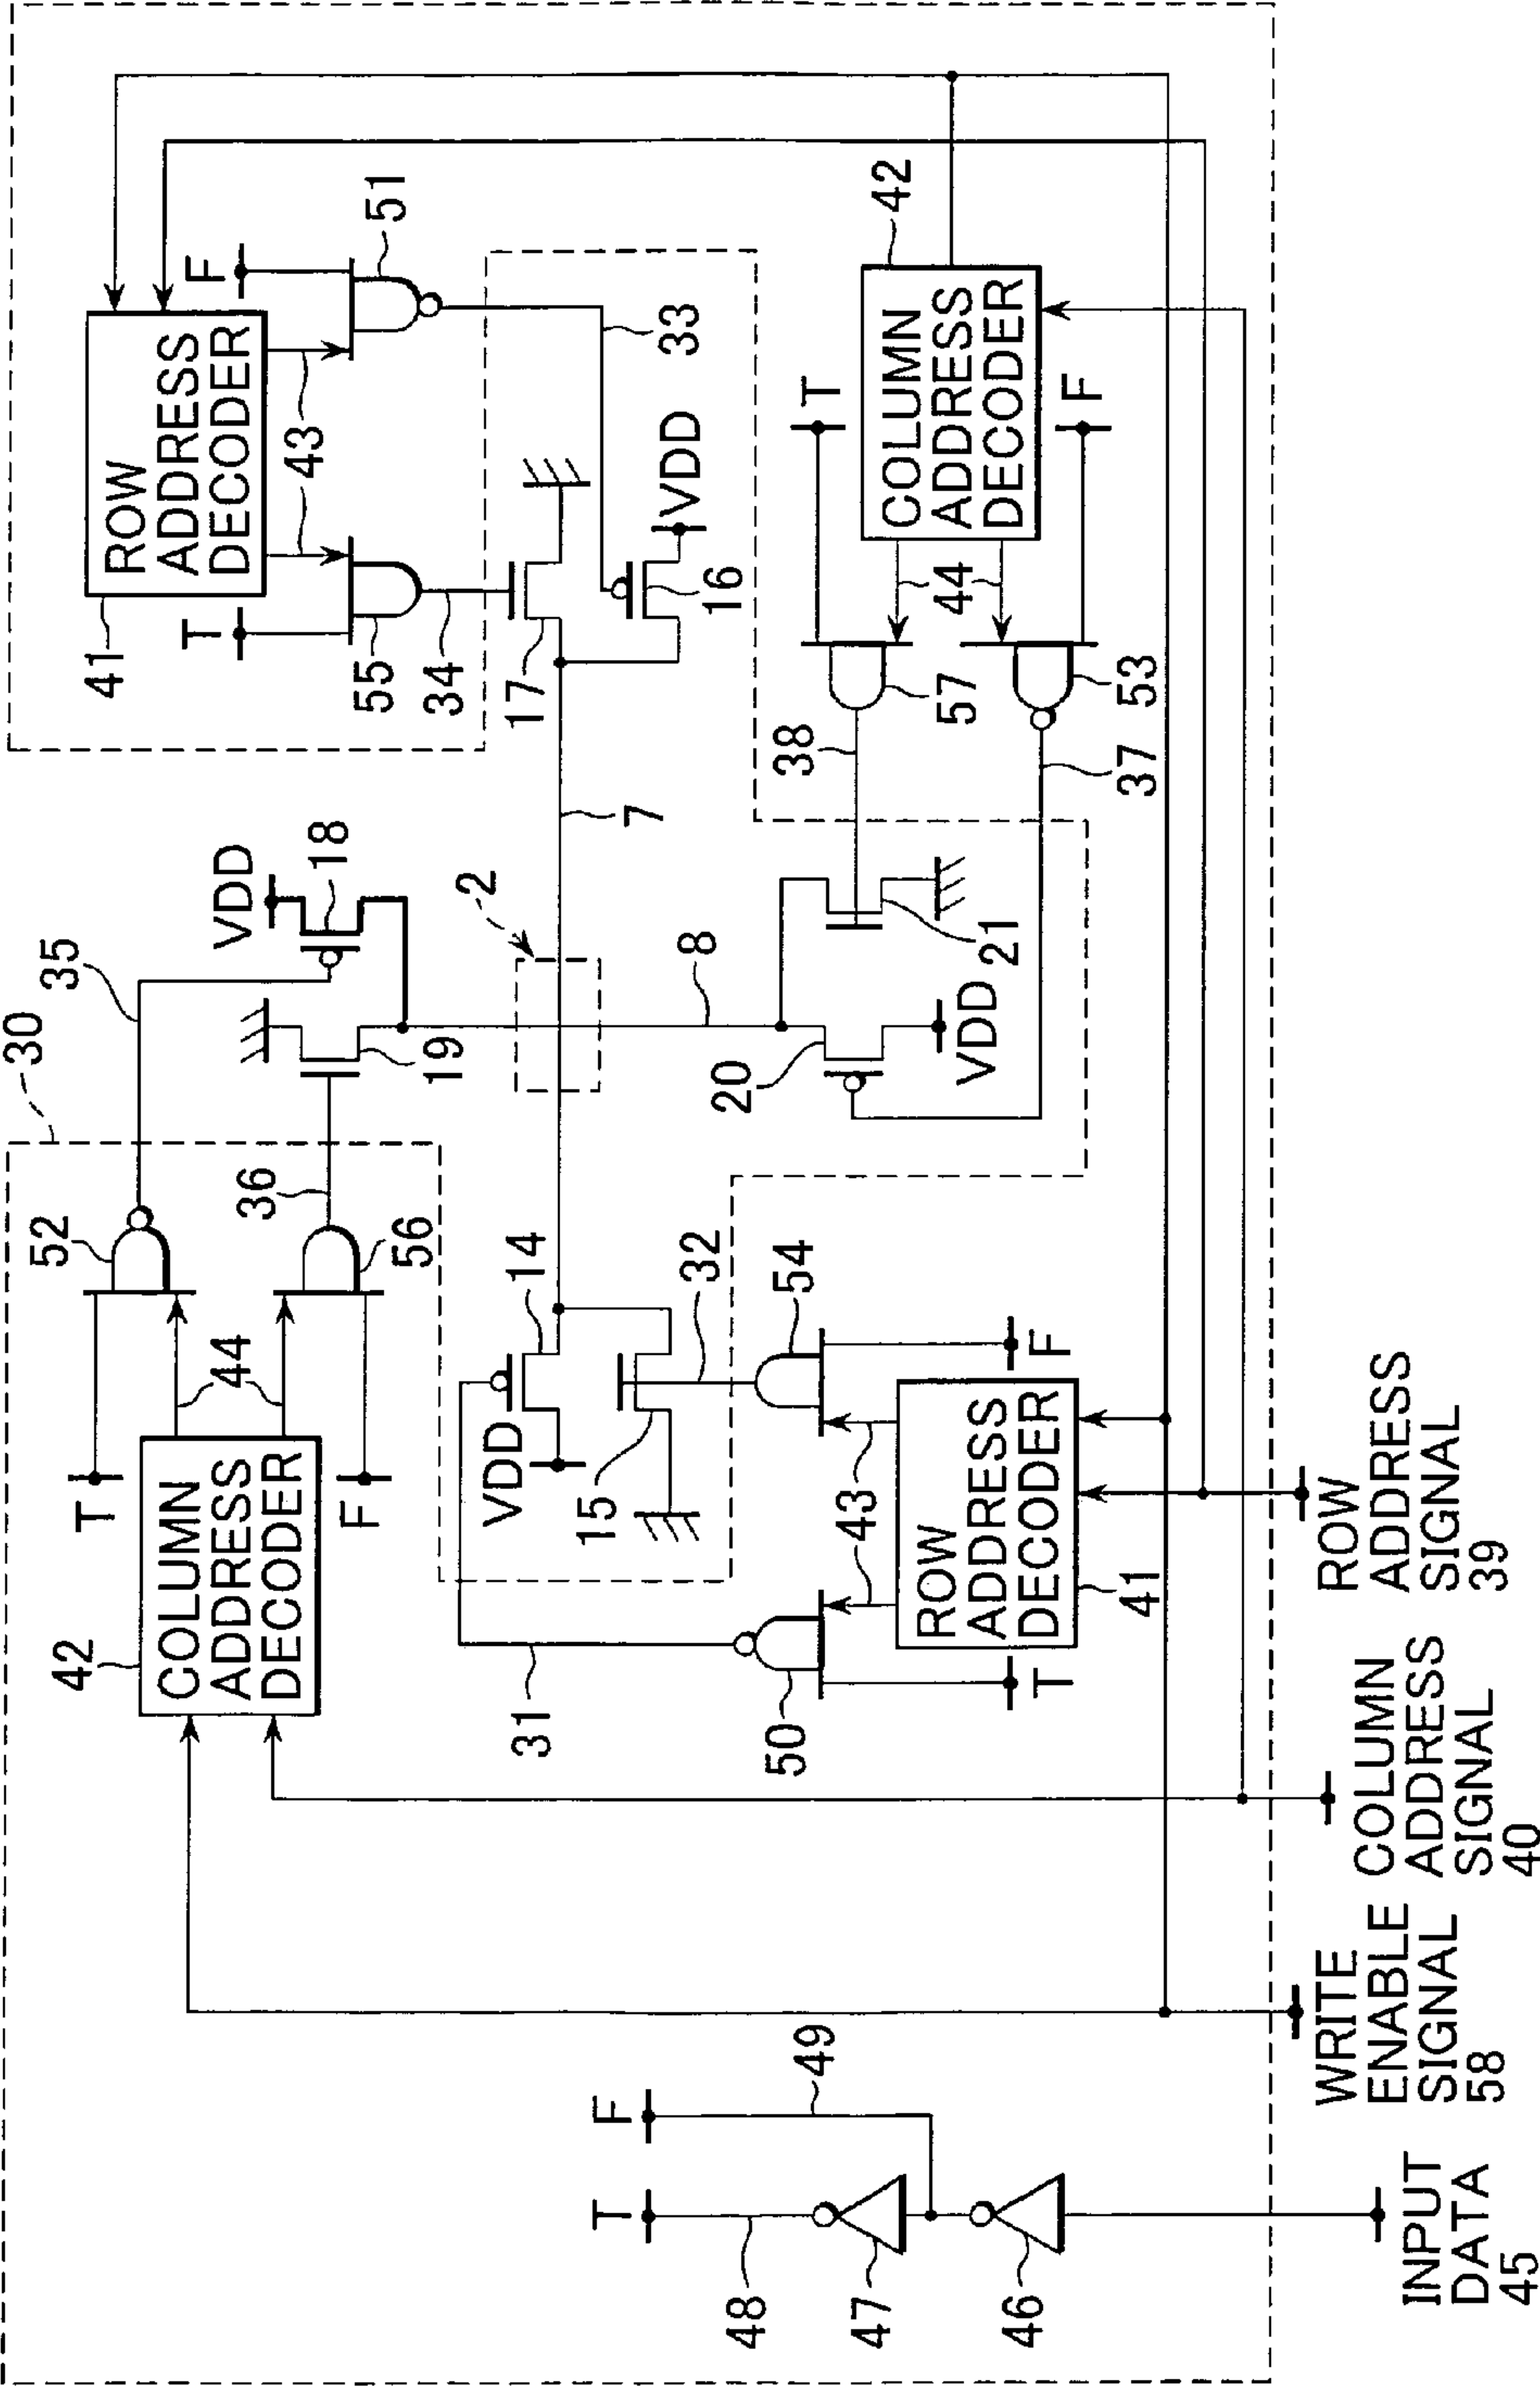 30
35
VDD
18
19
36
52
56
44
T
F
42
COLUMN
ADDRESS
DECODER
41
ROW
ADDRESS
DECODER
T
F
43
55
51
34
33
17
16
VDD
7
2
8
14
VDD
15
32
31
54
50
43
T
F
ROW
ADDRESS
DECODER
41
20
VDD
21
38
37
57
53
44
T
F
42
COLUMN
ADDRESS
DECODER
T
F
48
49
47
46
INPUT
DATA
45
WRITE
ENABLE
SIGNAL
58
COLUMN
ADDRESS
SIGNAL
40
ROW
ADDRESS
SIGNAL
39